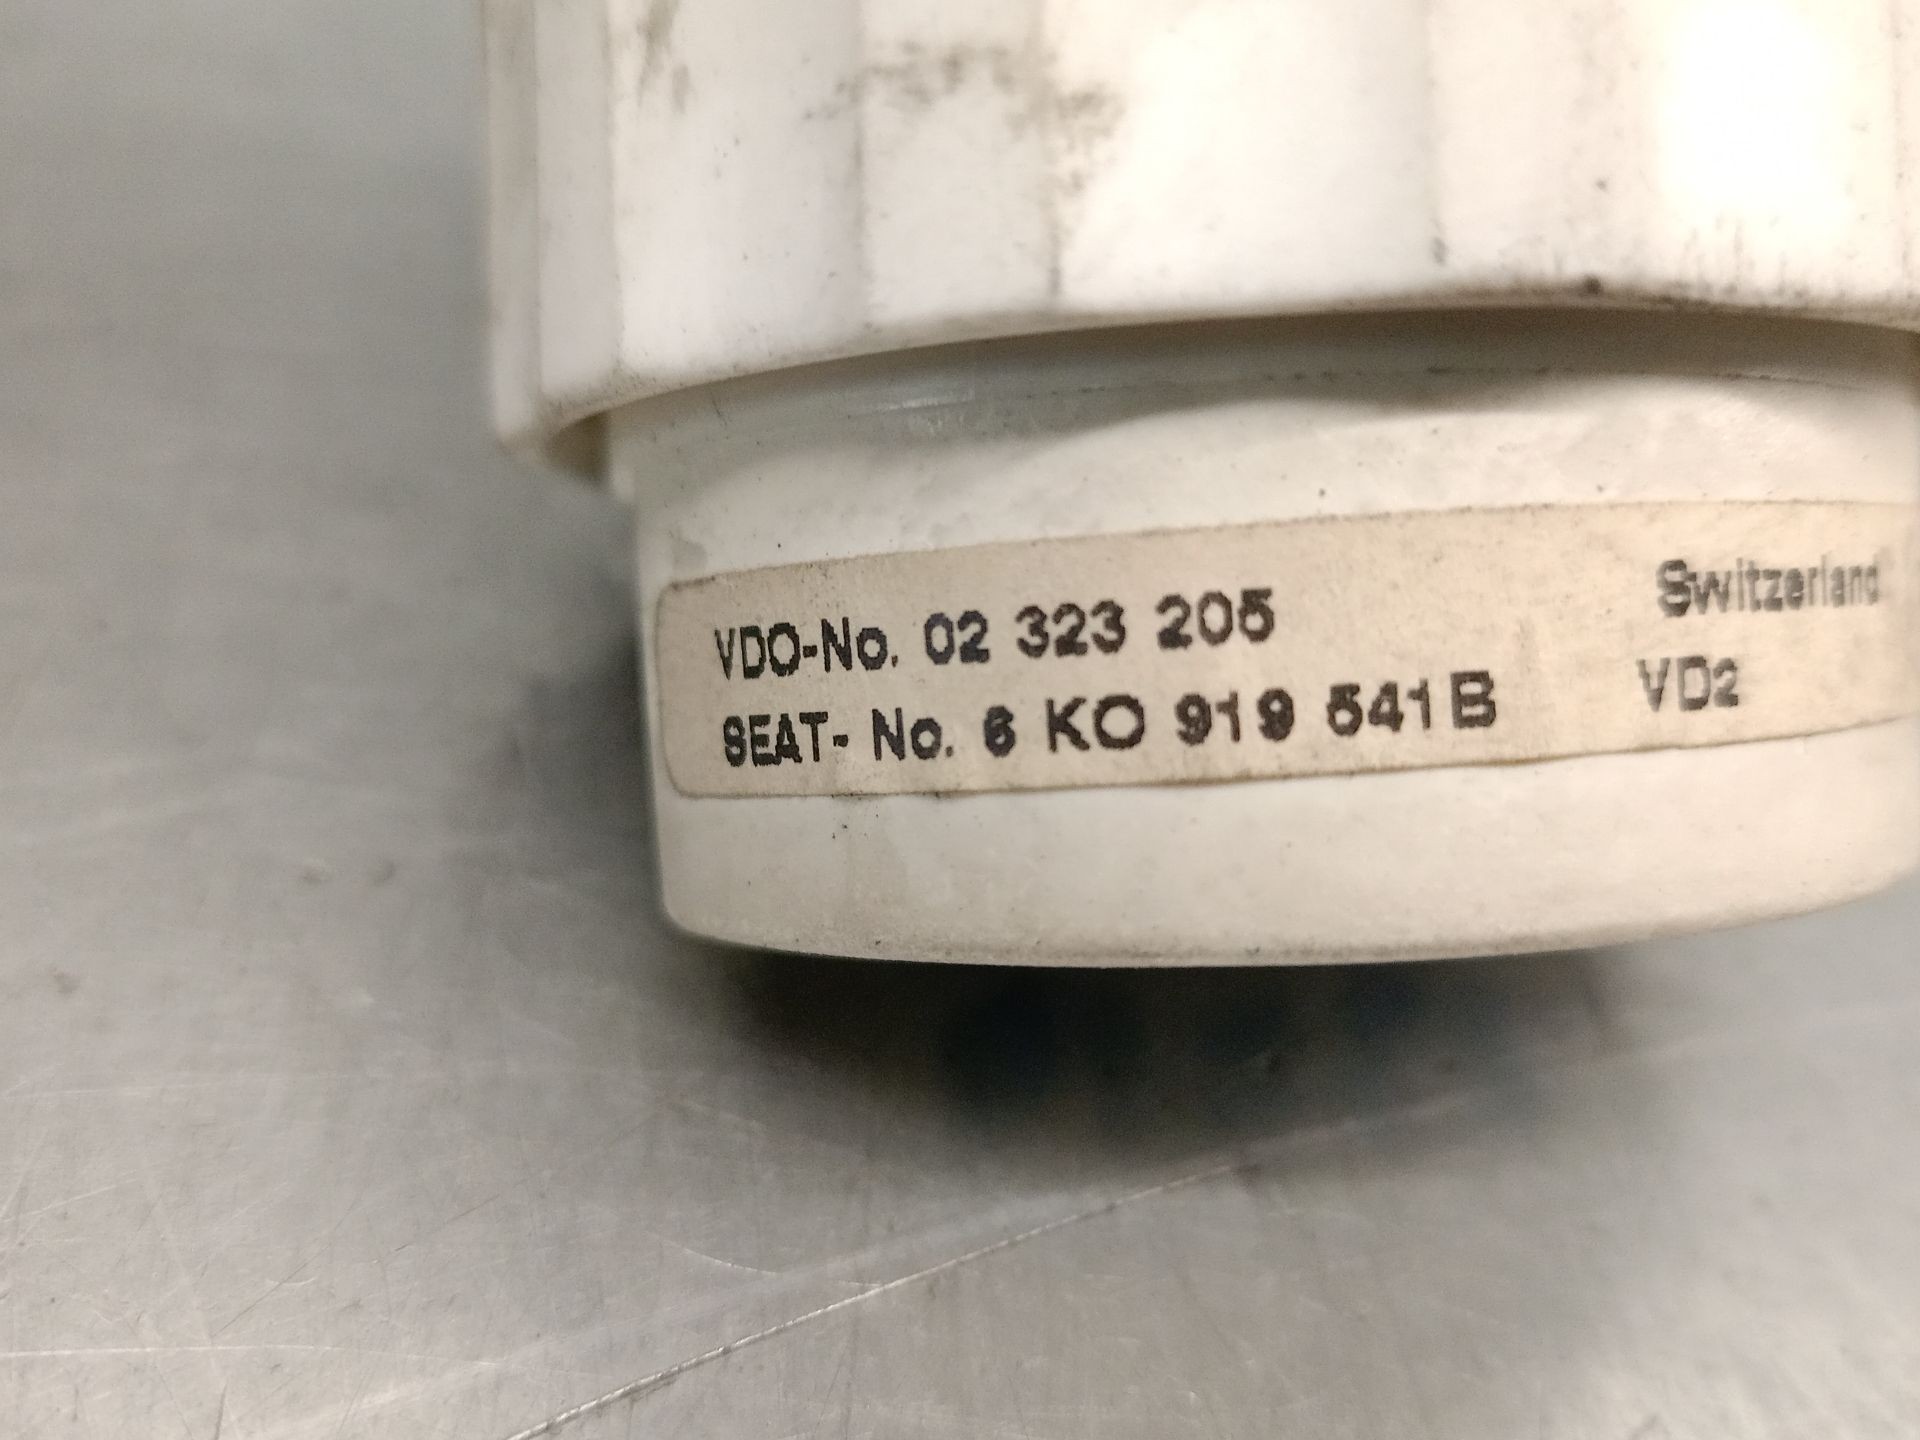 VDO-No. 02 323 205 Switzerland
SEAT- No. 6 KO 919 541 B VD2